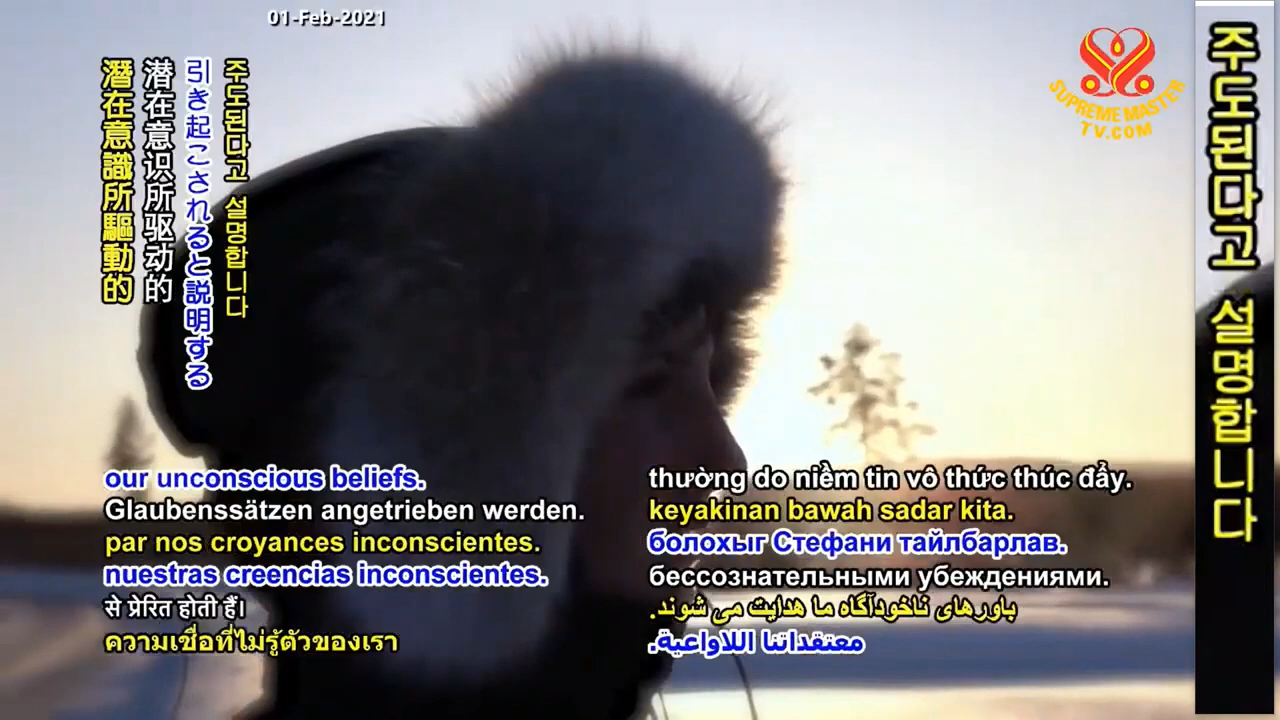 01-Feb-2021
SUPREME MASTER
TV.COM
주도된다고 설명합니다
引き起こされると説明する
潜在意识所驱动的
潛在意識所驅動的
주도된다고 설명합니다
our unconscious beliefs.
Glaubenssätzen angetrieben werden.
par nos croyances inconscientes.
nuestras creencias inconscientes.
से प्रेरित होती हैं।
ความเชื่อที่ไม่รู้ตัวของเรา
thường do niềm tin vô thức thúc đẩy.
keyakinan bawah sadar kita.
болохыг Стефани тайлбарлав.
бессознательными убеждениями.
باورهای ناخودآگاه ما هدایت می شوند.
معتقداتنا اللاواعية.